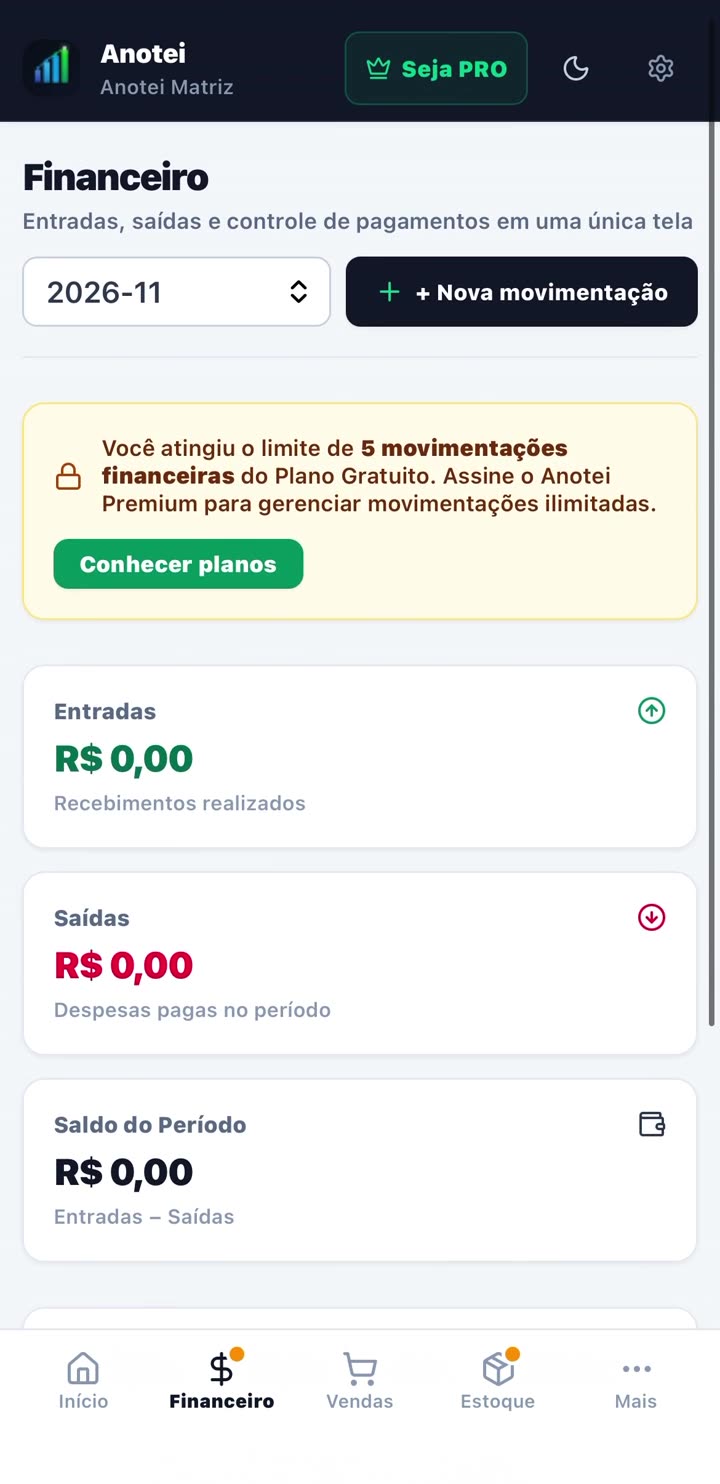 Anotei
Anotei Matriz
Seja PRO
Financeiro
Entradas, saídas e controle de pagamentos em uma única tela
2026-11
+ + Nova movimentação
Você atingiu o limite de 5 movimentações
financeiras do Plano Gratuito. Assine o Anotei
Premium para gerenciar movimentações ilimitadas.
Conhecer planos
Entradas
R$ 0,00
Recebimentos realizados
Saídas
R$ 0,00
Despesas pagas no período
Saldo do Período
R$ 0,00
Entradas – Saídas
Início
Financeiro
Vendas
Estoque
Mais